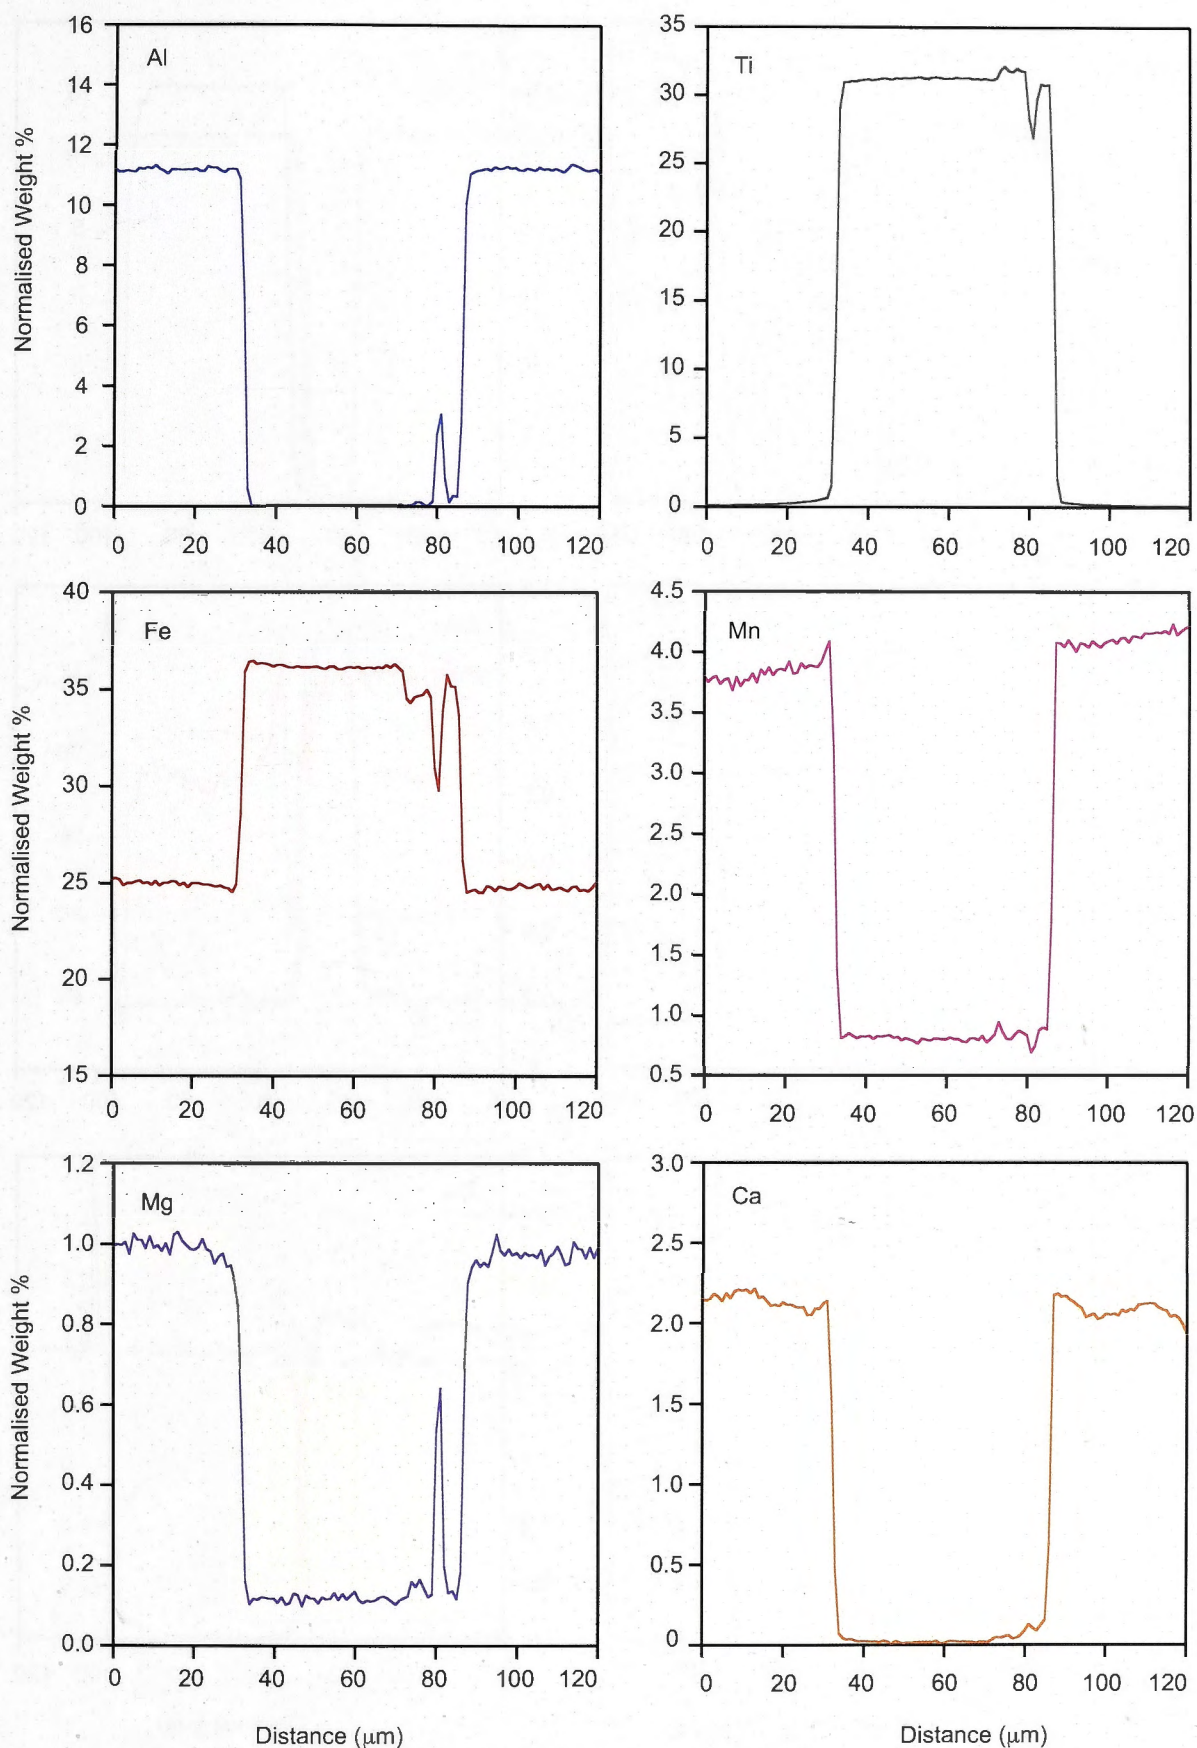 Al
Normalised Weight %
16
14
12
10
8
6
4
2
0
0 20 40 60 80 100 120
Ti
35
30
25
20
15
10
5
0
0 20 40 60 80 100 120
Fe
Normalised Weight %
40
35
30
25
20
15
0 20 40 60 80 100 120
Mn
4.5
4.0
3.5
3.0
2.5
2.0
1.5
1.0
0.5
0 20 40 60 80 100 120
Mg
Normalised Weight %
1.2
1.0
0.8
0.6
0.4
0.2
0.0
0 20 40 60 80 100 120
Distance (μm)
Ca
3.0
2.5
2.0
1.5
1.0
0.5
0
0 20 40 60 80 100 120
Distance (μm)